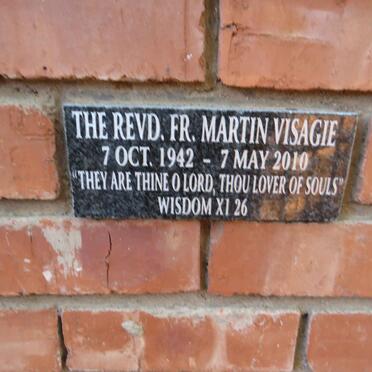 THE REVD. FR. MARTIN VISAGIE
7 OCT. 1942 - 7 MAY 2010
"THEY ARE THINE O LORD, THOU LOVER OF SOULS"
WISDOM XI 26